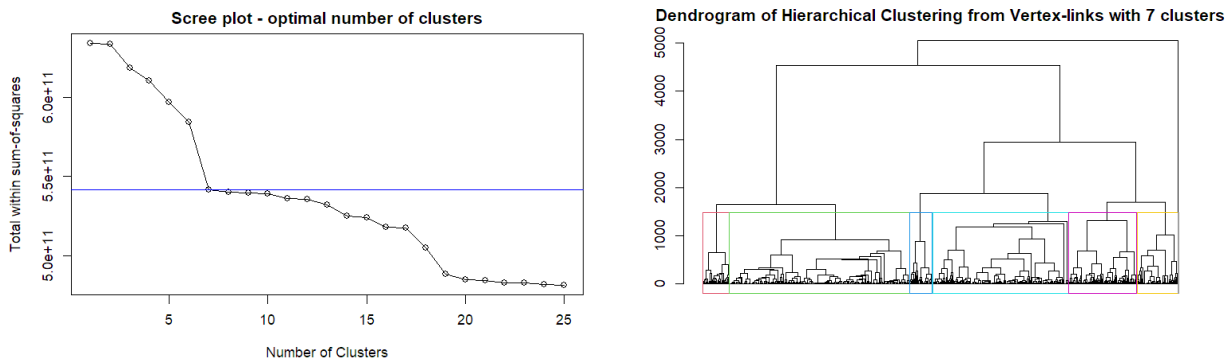 Scree plot - optimal number of clusters
Total within sum-of-squares
6.0e+11
5.5e+11
5.0e+11
5
10
15
20
25
Number of Clusters
Dendrogram of Hierarchical Clustering from Vertex-links with 7 clusters
5000
4000
3000
2000
1000
0